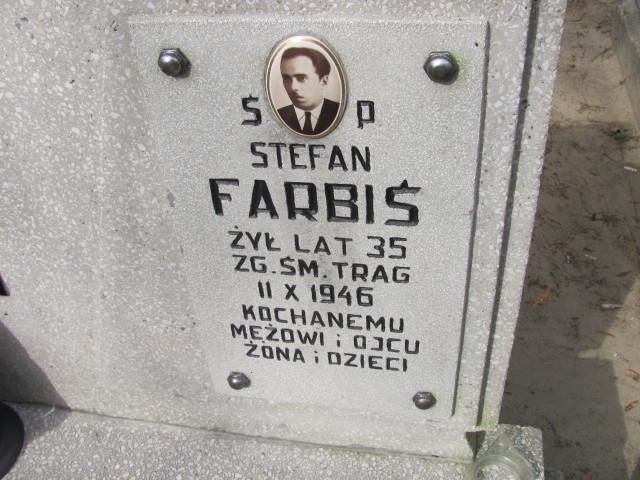 Ś P
STEFAN
FARBIŚ
ŻYŁ LAT 35
ZG. ŚM. TRAG
11 X 1946
KOCHANEMU
MĘŻOWI i OJCU
ŻONA i DZIECI